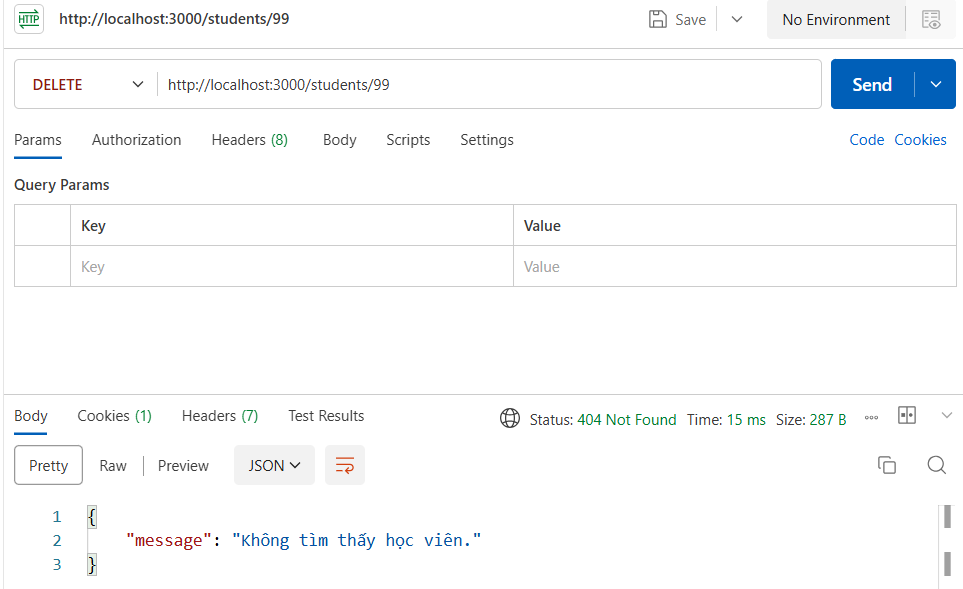 HTTP http://localhost:3000/students/99 Save No Environment
DELETE http://localhost:3000/students/99 Send
Params Authorization Headers (8) Body Scripts Settings Code Cookies
Query Params
Key Value
Key Value
Body Cookies (1) Headers (7) Test Results Status: 404 Not Found Time: 15 ms Size: 287 B
Pretty Raw Preview JSON
1 {
2 "message": "Không tìm thấy học viên."
3 }